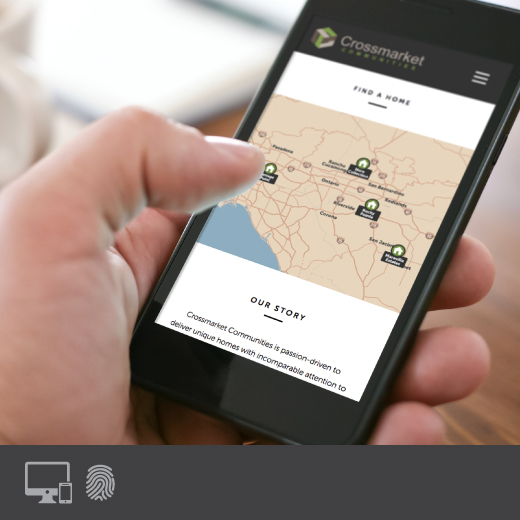 Crossmarket
COMMUNITIES
FIND A HOME
Pasadena
Rancho
Cucamonga
Ontario
San Bernardino
Redlands
Riverside
Corona
San Jacinto
OUR STORY
Crossmarket Communities is passion-driven to
deliver unique homes with incomparable attention to